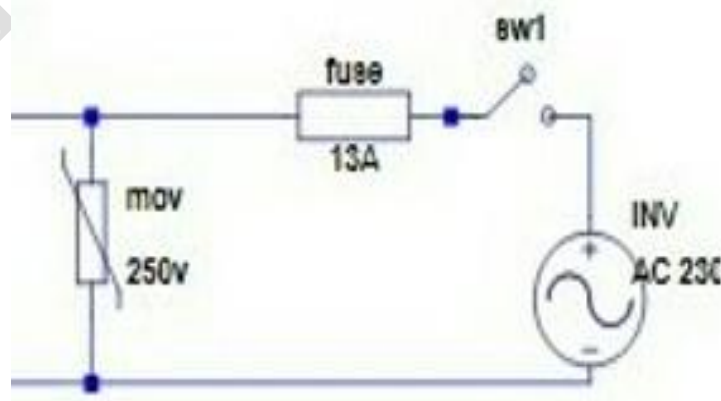 sw1
fuse
13A
mov
250v
INV
AC 230
+
−